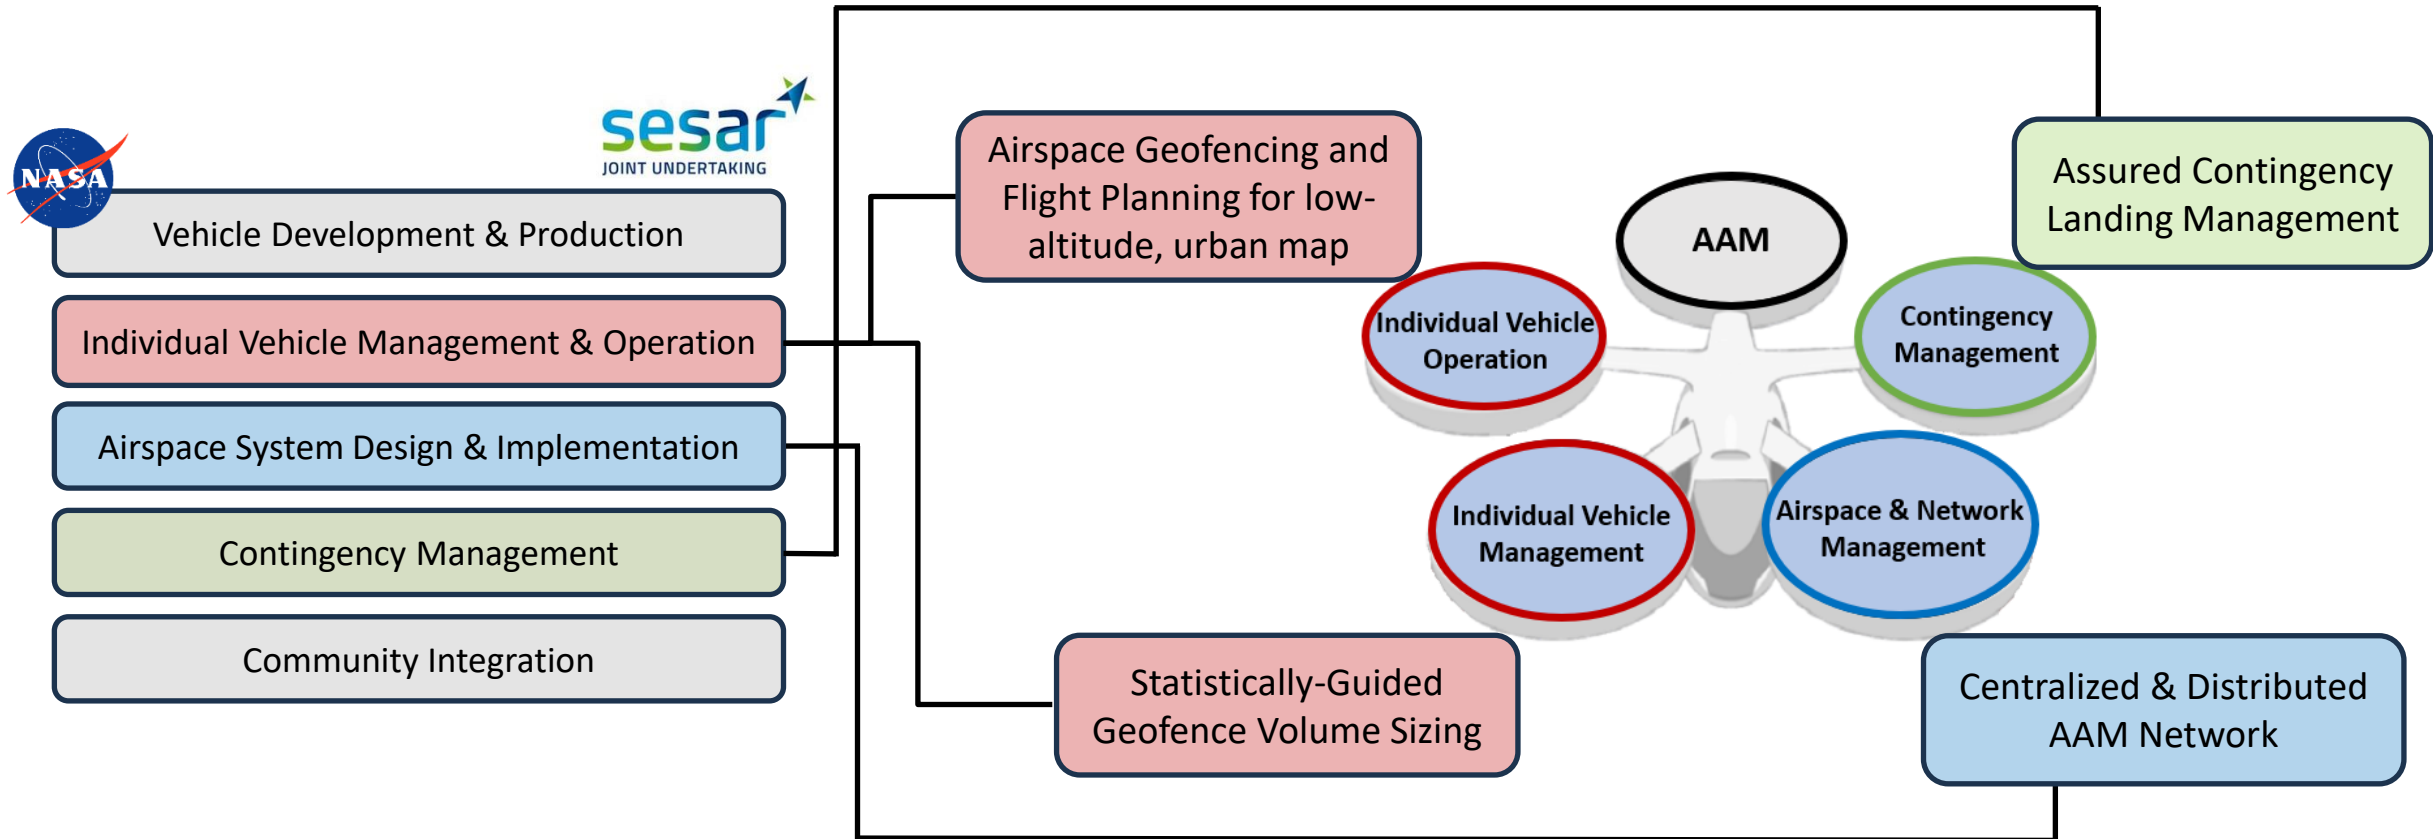 NASA
sesar
JOINT UNDERTAKING
Vehicle Development & Production
Individual Vehicle Management & Operation
Airspace System Design & Implementation
Contingency Management
Community Integration
Airspace Geofencing and
Flight Planning for low-
altitude, urban map
Statistically-Guided
Geofence Volume Sizing
AAM
Individual Vehicle
Operation
Contingency
Management
Individual Vehicle
Management
Airspace & Network
Management
Assured Contingency
Landing Management
Centralized & Distributed
AAM Network